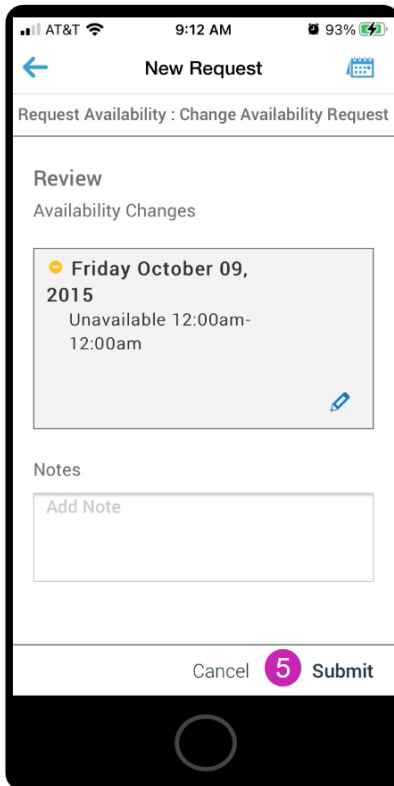 AT&T 9:12 AM 93%
New Request
Request Availability : Change Availability Request
Review
Availability Changes
Friday October 09,
2015
Unavailable 12:00am-
12:00am
Notes
Add Note
Cancel 5 Submit